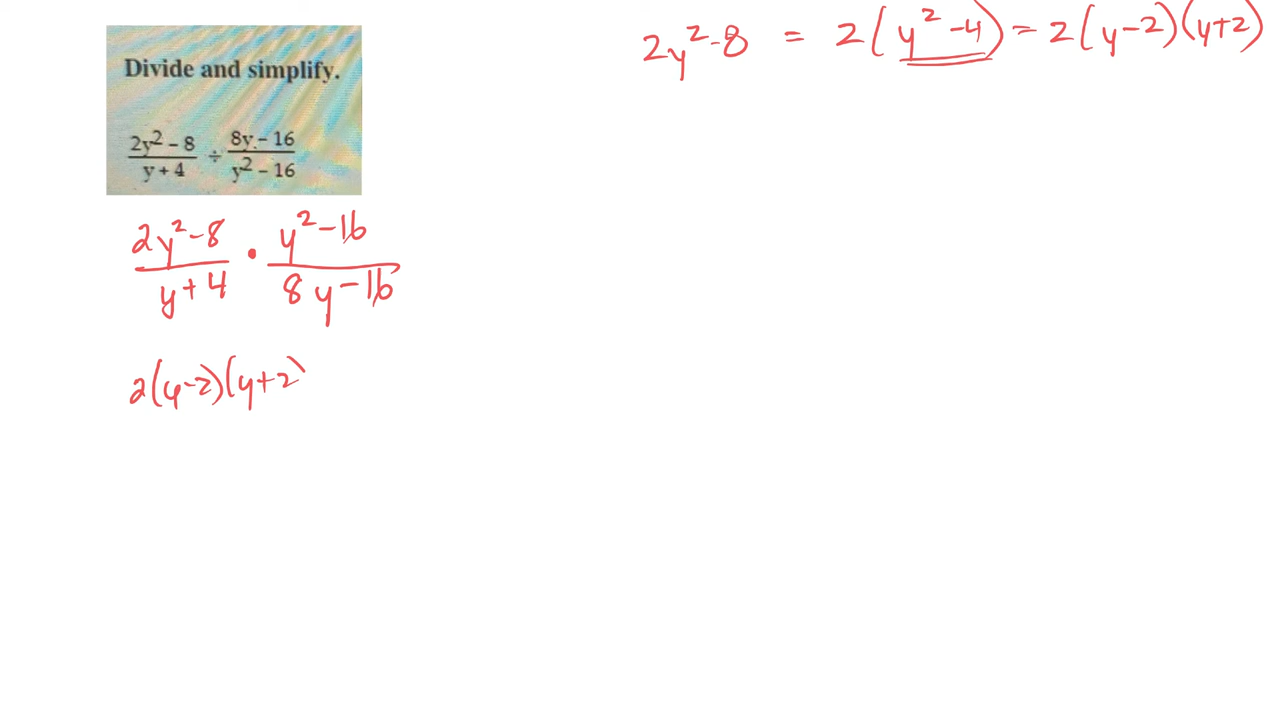 Divide and simplify.
2y² - 8 / y + 4 ÷ 8y - 16 / y² - 16
2y²-8 = 2(y²-4) = 2(y-2)(y+2)
2y²-8 / y+4 · y²-16 / 8y-16
2(y-2)(y+2)